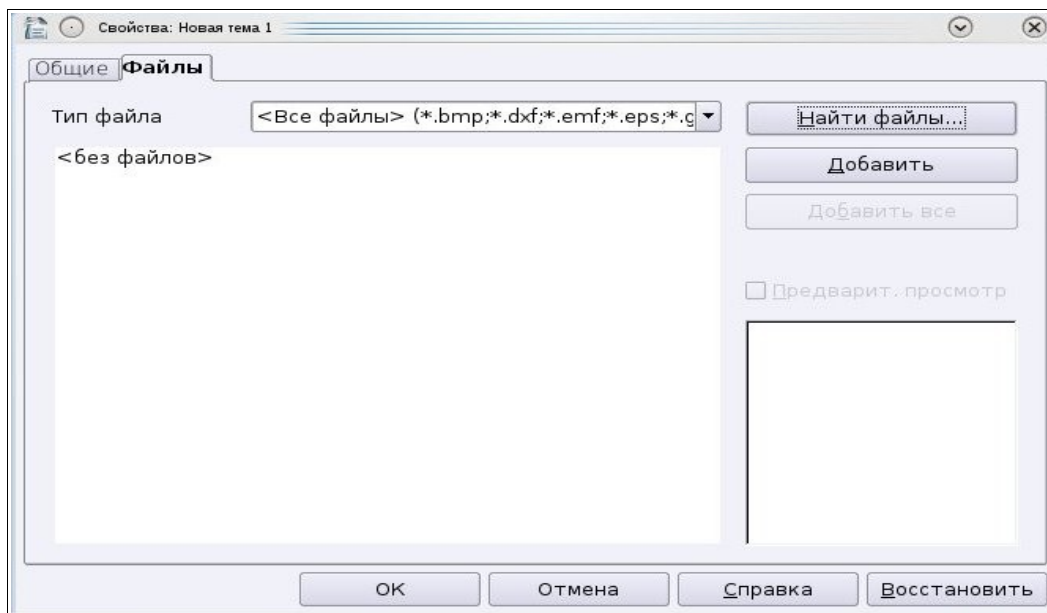 Свойства: Новая тема 1
Общие Файлы
Тип файла <Все файлы> (*.bmp;*.dxf;*.emf;*.eps;*.g Найти файлы...
<без файлов>
Добавить
Добавить все
Предварит. просмотр
OK Отмена Справка Восстановить